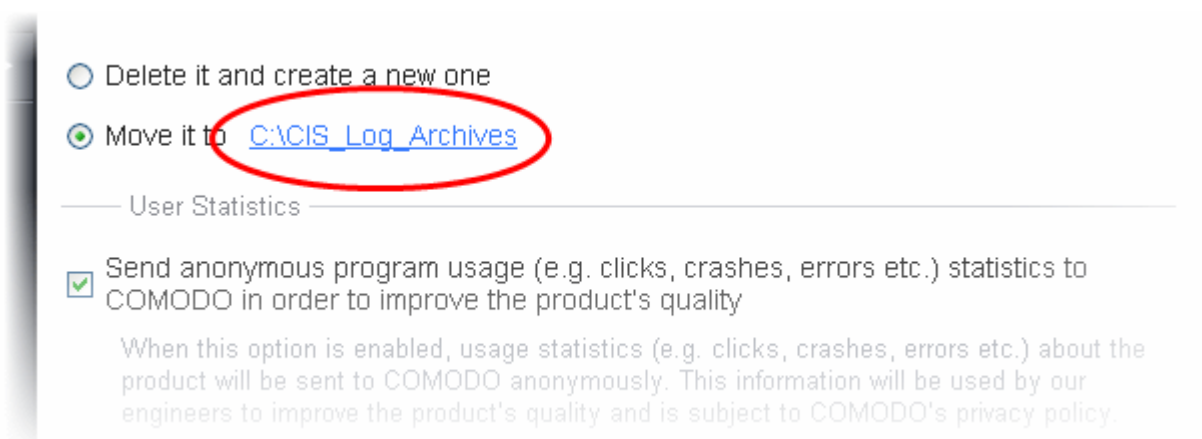 Delete it and create a new one
Move it to C:\CIS_Log_Archives
User Statistics
Send anonymous program usage (e.g. clicks, crashes, errors etc.) statistics to
COMODO in order to improve the product's quality
When this option is enabled, usage statistics (e.g. clicks, crashes, errors etc.) about the
product will be sent to COMODO anonymously. This information will be used by our
engineers to improve the product's quality and is subject to COMODO's privacy policy.